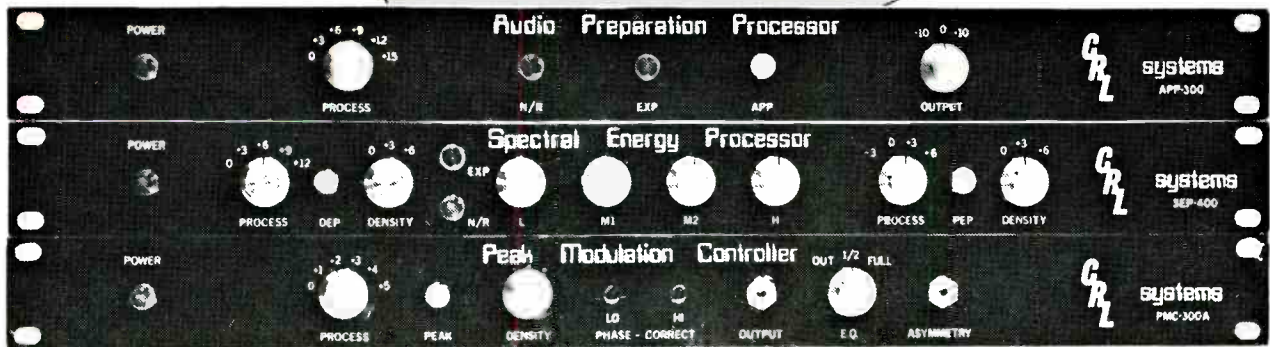 Audio Preparation Processor
POWER
0 +3 +6 +9 +12 +15
-10 0 -10
PROCESS
N/R
EXP
APP
OUTPUT
CRL systems
APP-300
Spectral Energy Processor
POWER
0 +3 +6 +9 +12
0 +3 +6
EXP
-3 0 +3 +6
0 +3 +6
PROCESS
DEP
DENSITY
N/R
L
M1
M2
H
PROCESS
PEP
DENSITY
CRL systems
SEP-400
Peak Modulation Controller
POWER
0 +1 +2 +3 +4 +5
OUT 1/2 FULL
LO
HI
PROCESS
PEAK
DENSITY
PHASE - CORRECT
OUTPUT
E.Q.
ASYMMETRY
CRL systems
PMC-300A